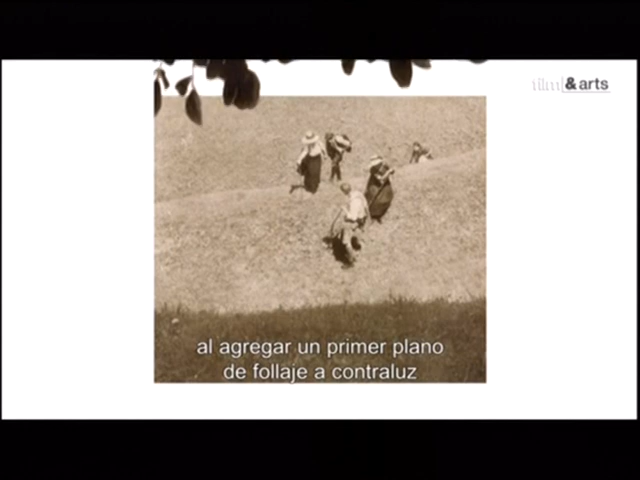 film&arts
al agregar un primer plano
de follaje a contraluz